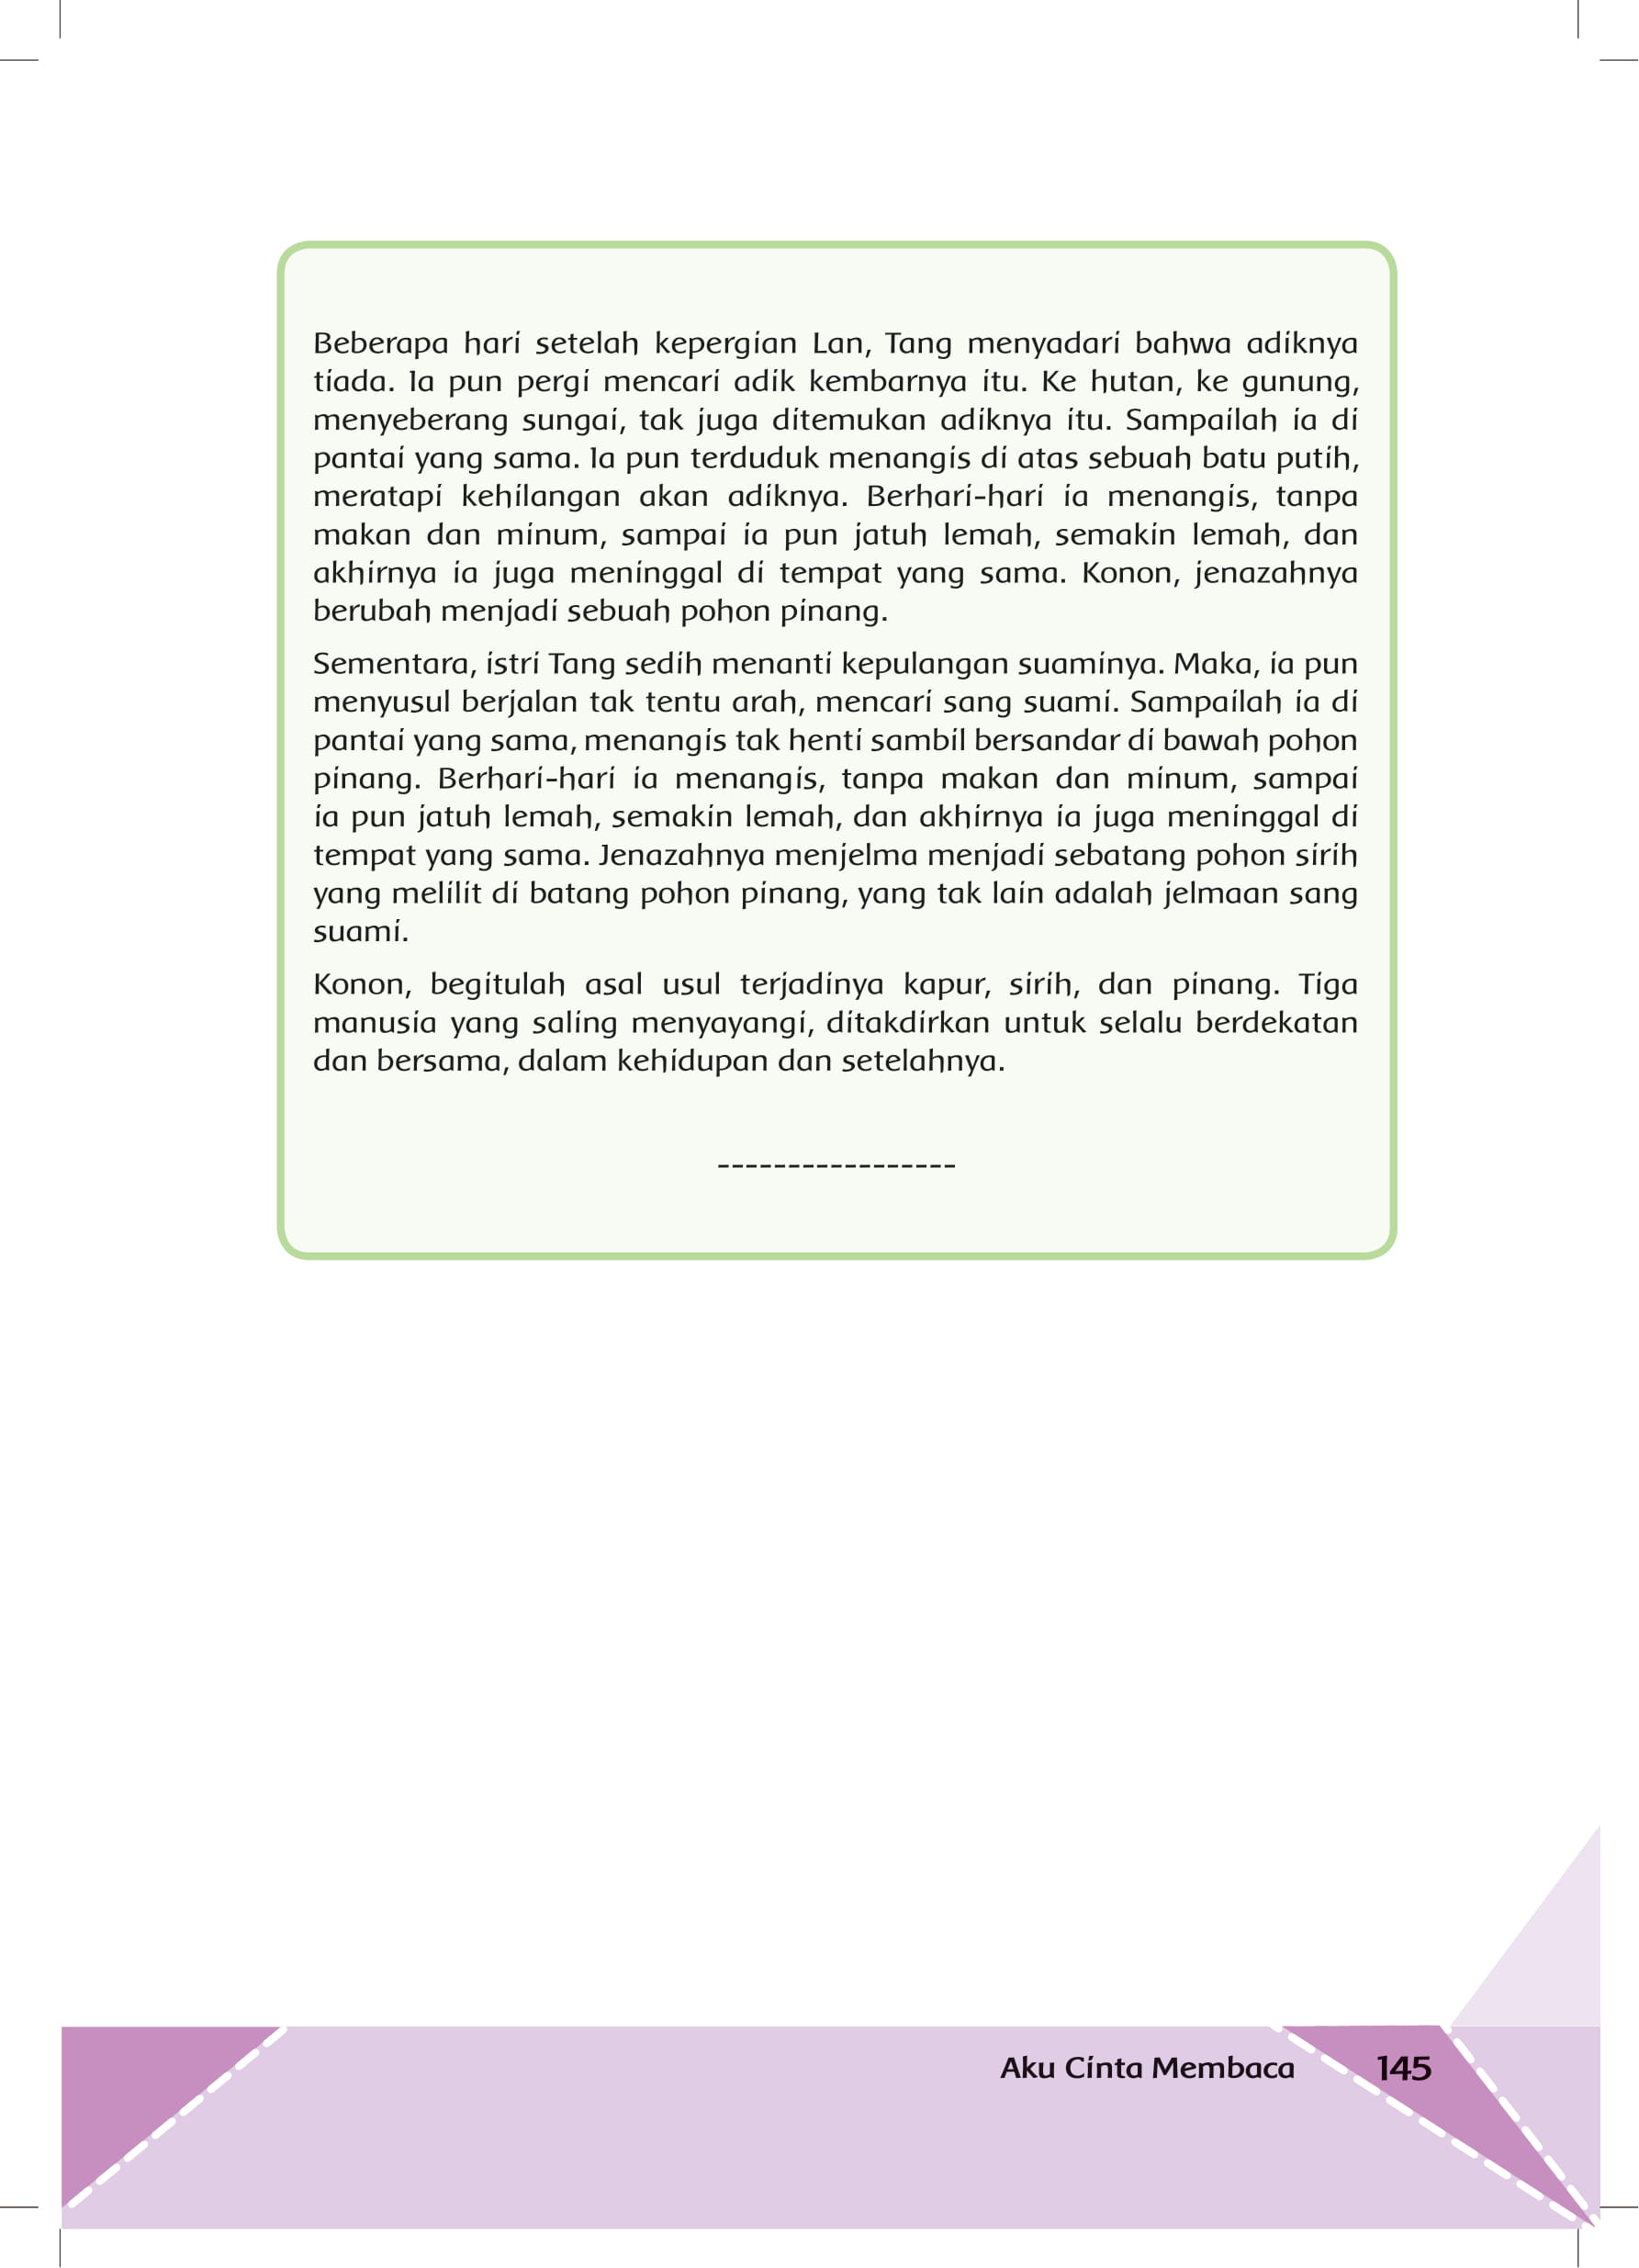 Beberapa hari setelah kepergian Lan, Tang menyadari bahwa adiknya
tiada. Ia pun pergi mencari adik kembarnya itu. Ke hutan, ke gunung,
menyeberang sungai, tak juga ditemukan adiknya itu. Sampailah ia di
pantai yang sama. Ia pun terduduk menangis di atas sebuah batu putih,
meratapi kehilangan akan adiknya. Berhari-hari ia menangis, tanpa
makan dan minum, sampai ia pun jatuh lemah, semakin lemah, dan
akhirnya ia juga meninggal di tempat yang sama. Konon, jenazahnya
berubah menjadi sebuah pohon pinang.
Sementara, istri Tang sedih menanti kepulangan suaminya. Maka, ia pun
menyusul berjalan tak tentu arah, mencari sang suami. Sampailah ia di
pantai yang sama, menangis tak henti sambil bersandar di bawah pohon
pinang. Berhari-hari ia menangis, tanpa makan dan minum, sampai
ia pun jatuh lemah, semakin lemah, dan akhirnya ia juga meninggal di
tempat yang sama. Jenazahnya menjelma menjadi sebatang pohon sirih
yang melilit di batang pohon pinang, yang tak lain adalah jelmaan sang
suami.
Konon, begitulah asal usul terjadinya kapur, sirih, dan pinang. Tiga
manusia yang saling menyayangi, ditakdirkan untuk selalu berdekatan
dan bersama, dalam kehidupan dan setelahnya.
-----------------
Aku Cinta Membaca 145